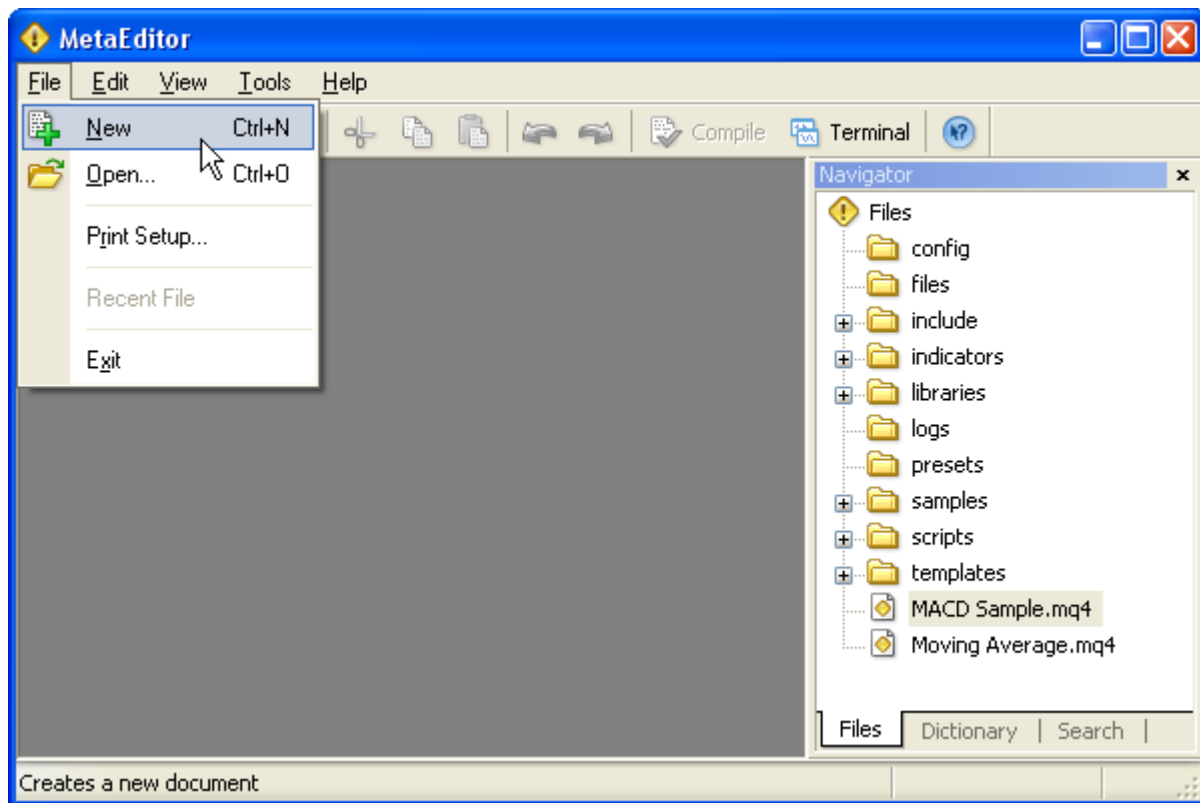 MetaEditor
File Edit View Tools Help
New Ctrl+N
Compile Terminal
Open... Ctrl+O
Print Setup...
Recent File
Exit
Navigator
Files
config
files
include
indicators
libraries
logs
presets
samples
scripts
templates
MACD Sample.mq4
Moving Average.mq4
Files Dictionary | Search |
Creates a new document